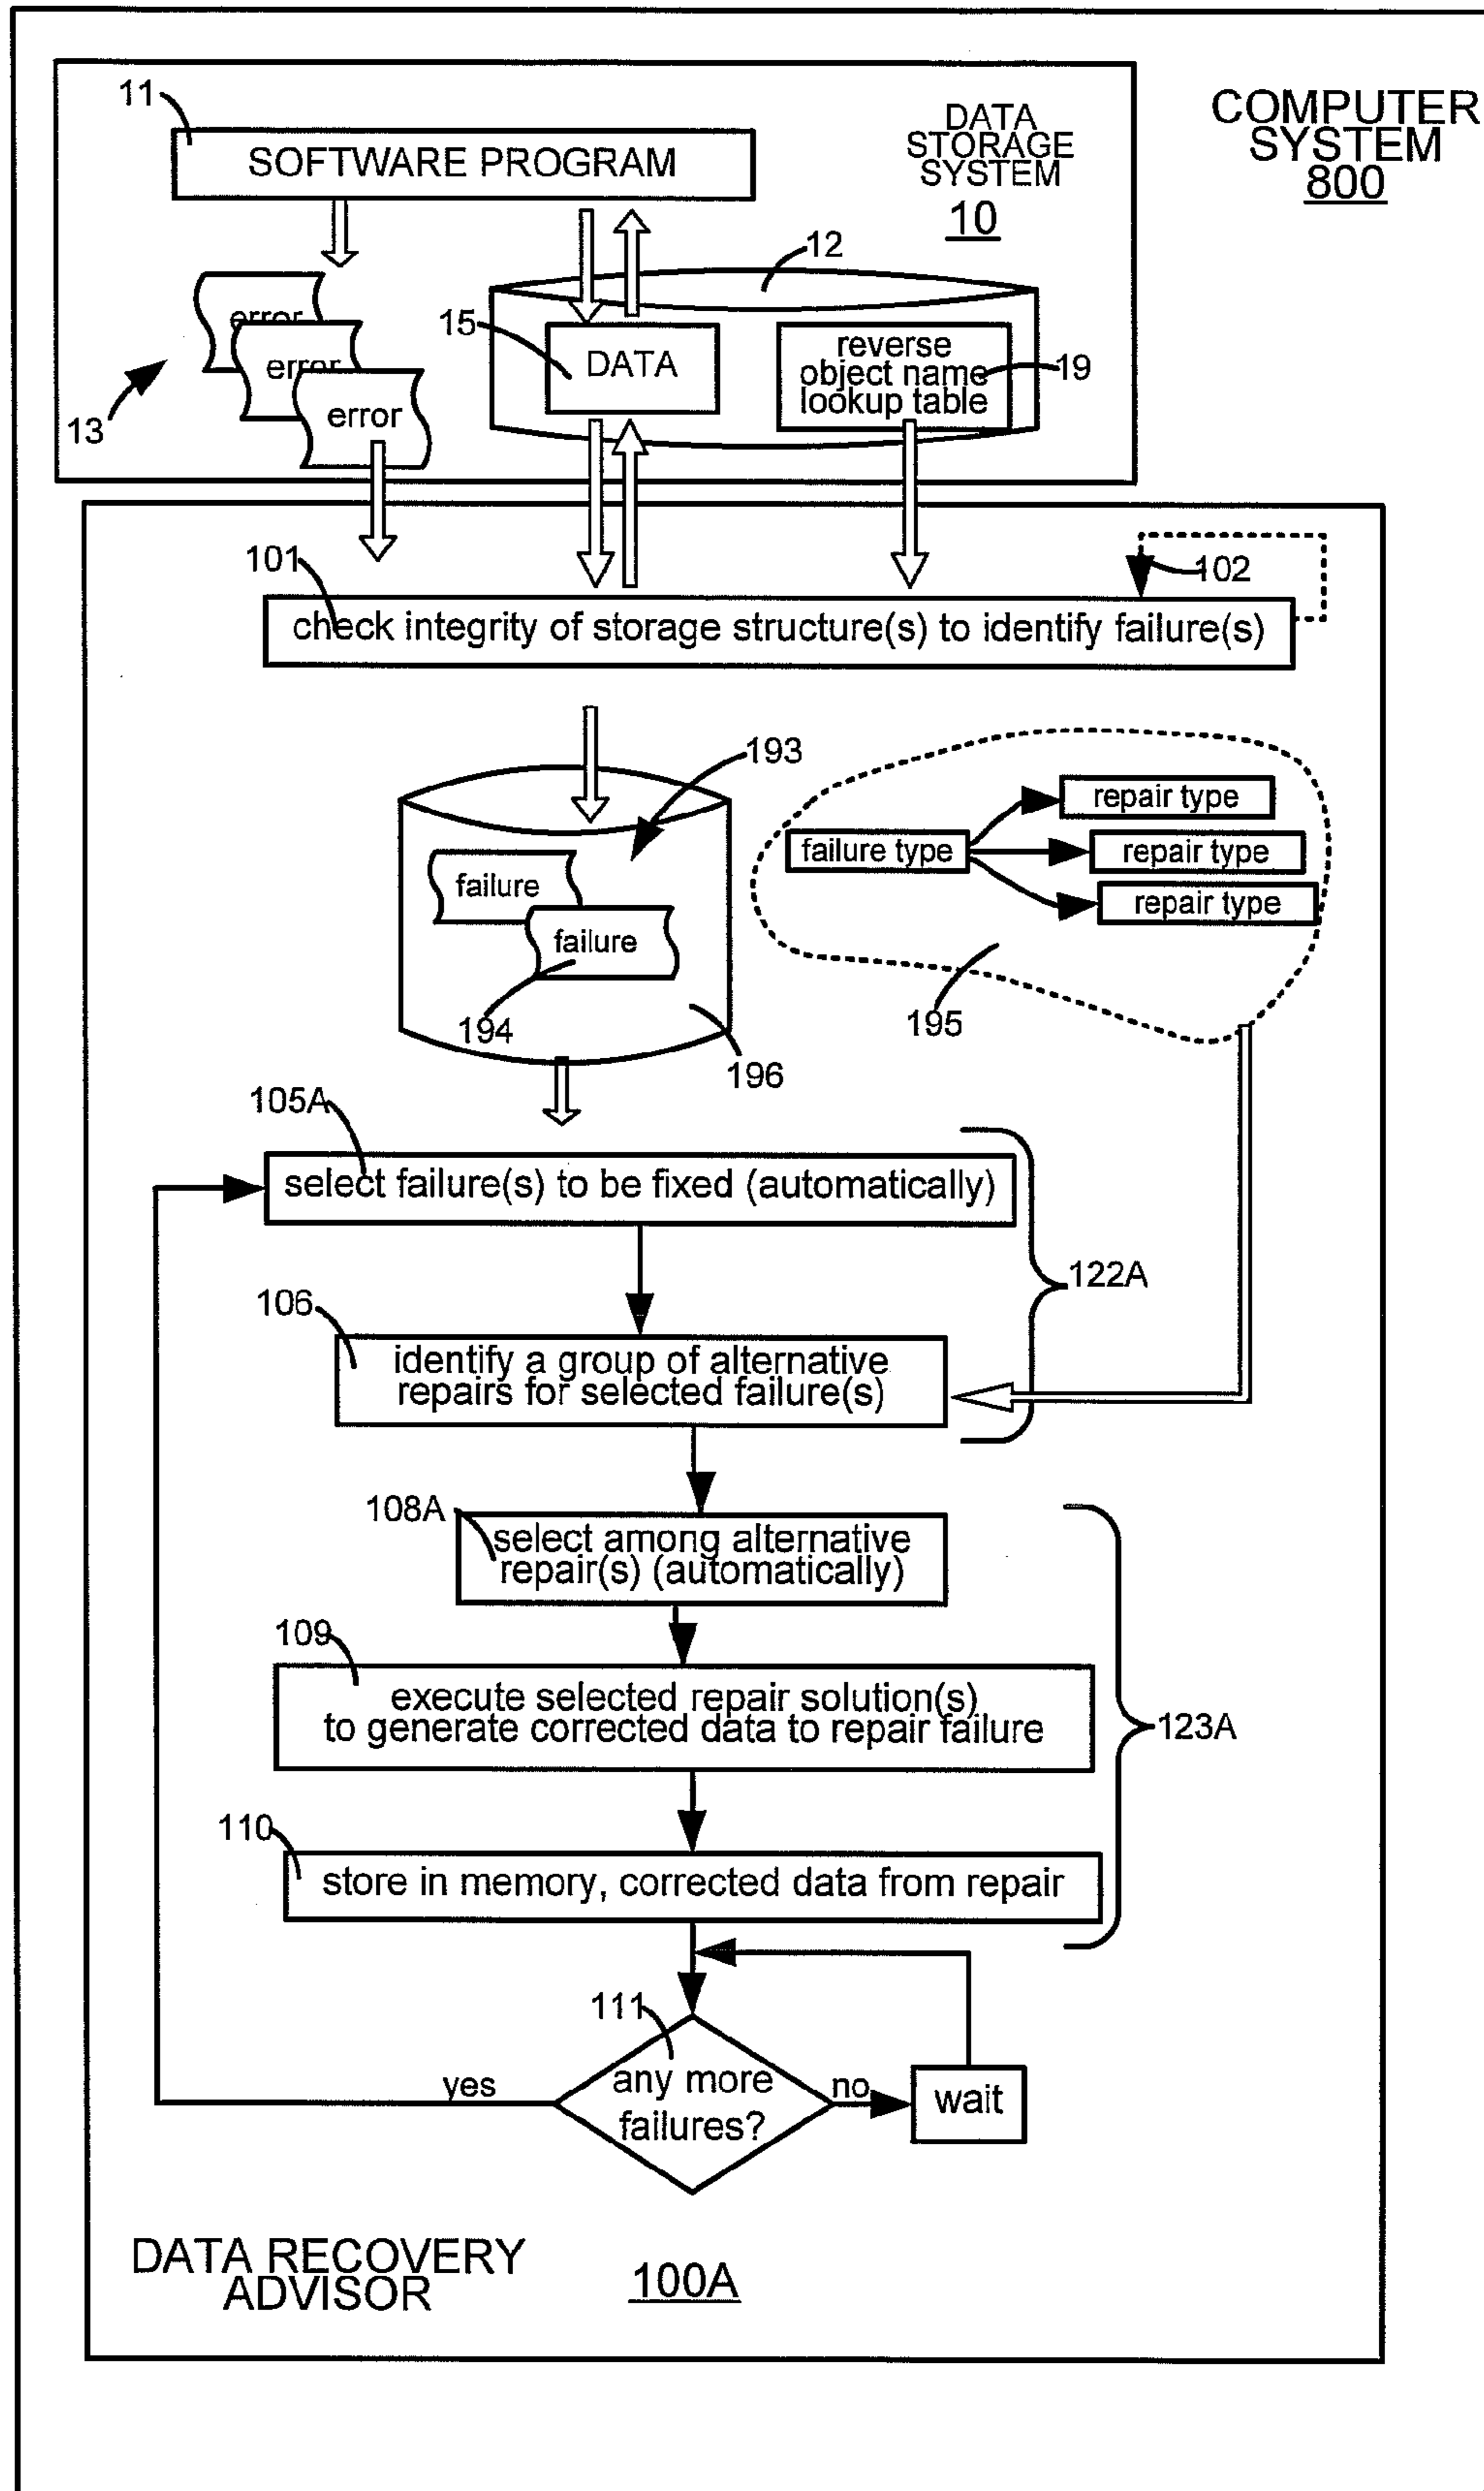 11
SOFTWARE PROGRAM
DATA
STORAGE
SYSTEM
10
COMPUTER
SYSTEM
800
12
error
error
error
13
15
DATA
reverse
object name
lookup table
19
101
102
check integrity of storage structure(s) to identify failure(s)
193
failure
failure
194
196
failure type
repair type
repair type
repair type
195
105A
select failure(s) to be fixed (automatically)
122A
106
identify a group of alternative
repairs for selected failure(s)
108A
select among alternative
repair(s) (automatically)
109
execute selected repair solution(s)
to generate corrected data to repair failure
123A
110
store in memory, corrected data from repair
111
any more
failures?
yes
no
wait
DATA RECOVERY
ADVISOR
100A